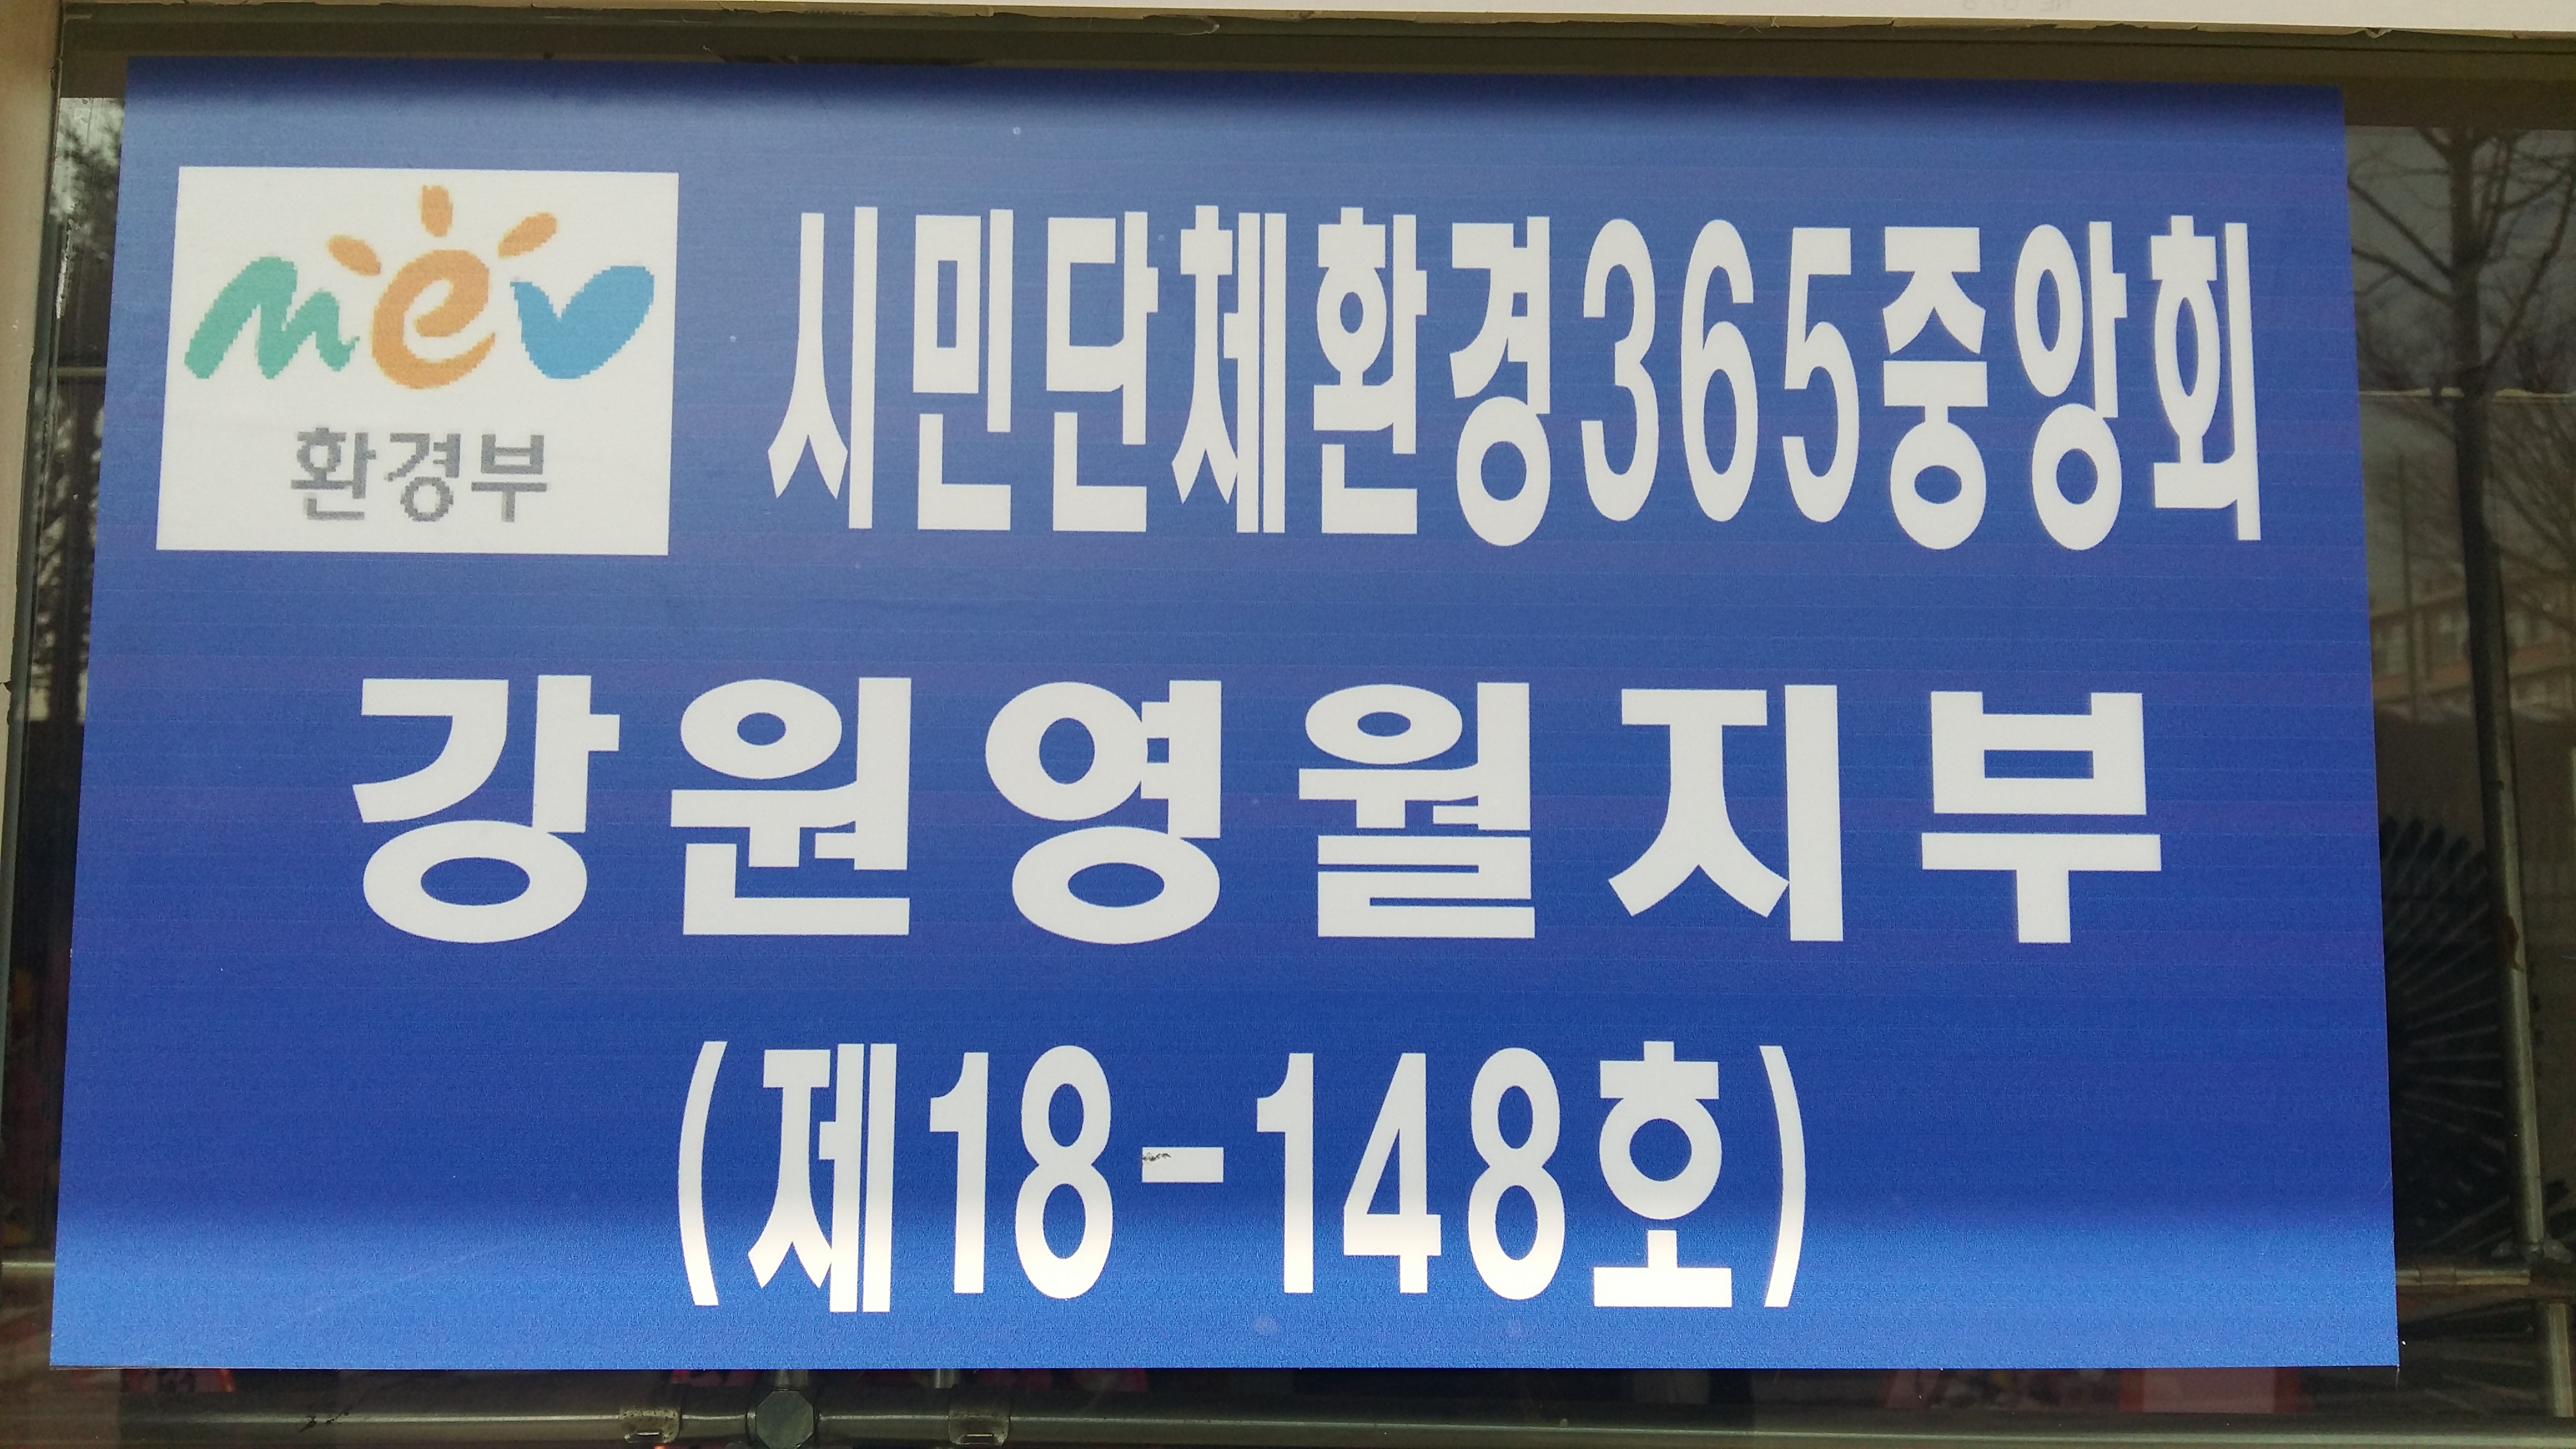 mev
환경부
시민단체환경365중앙회
강원영월지부
(제18-148호)